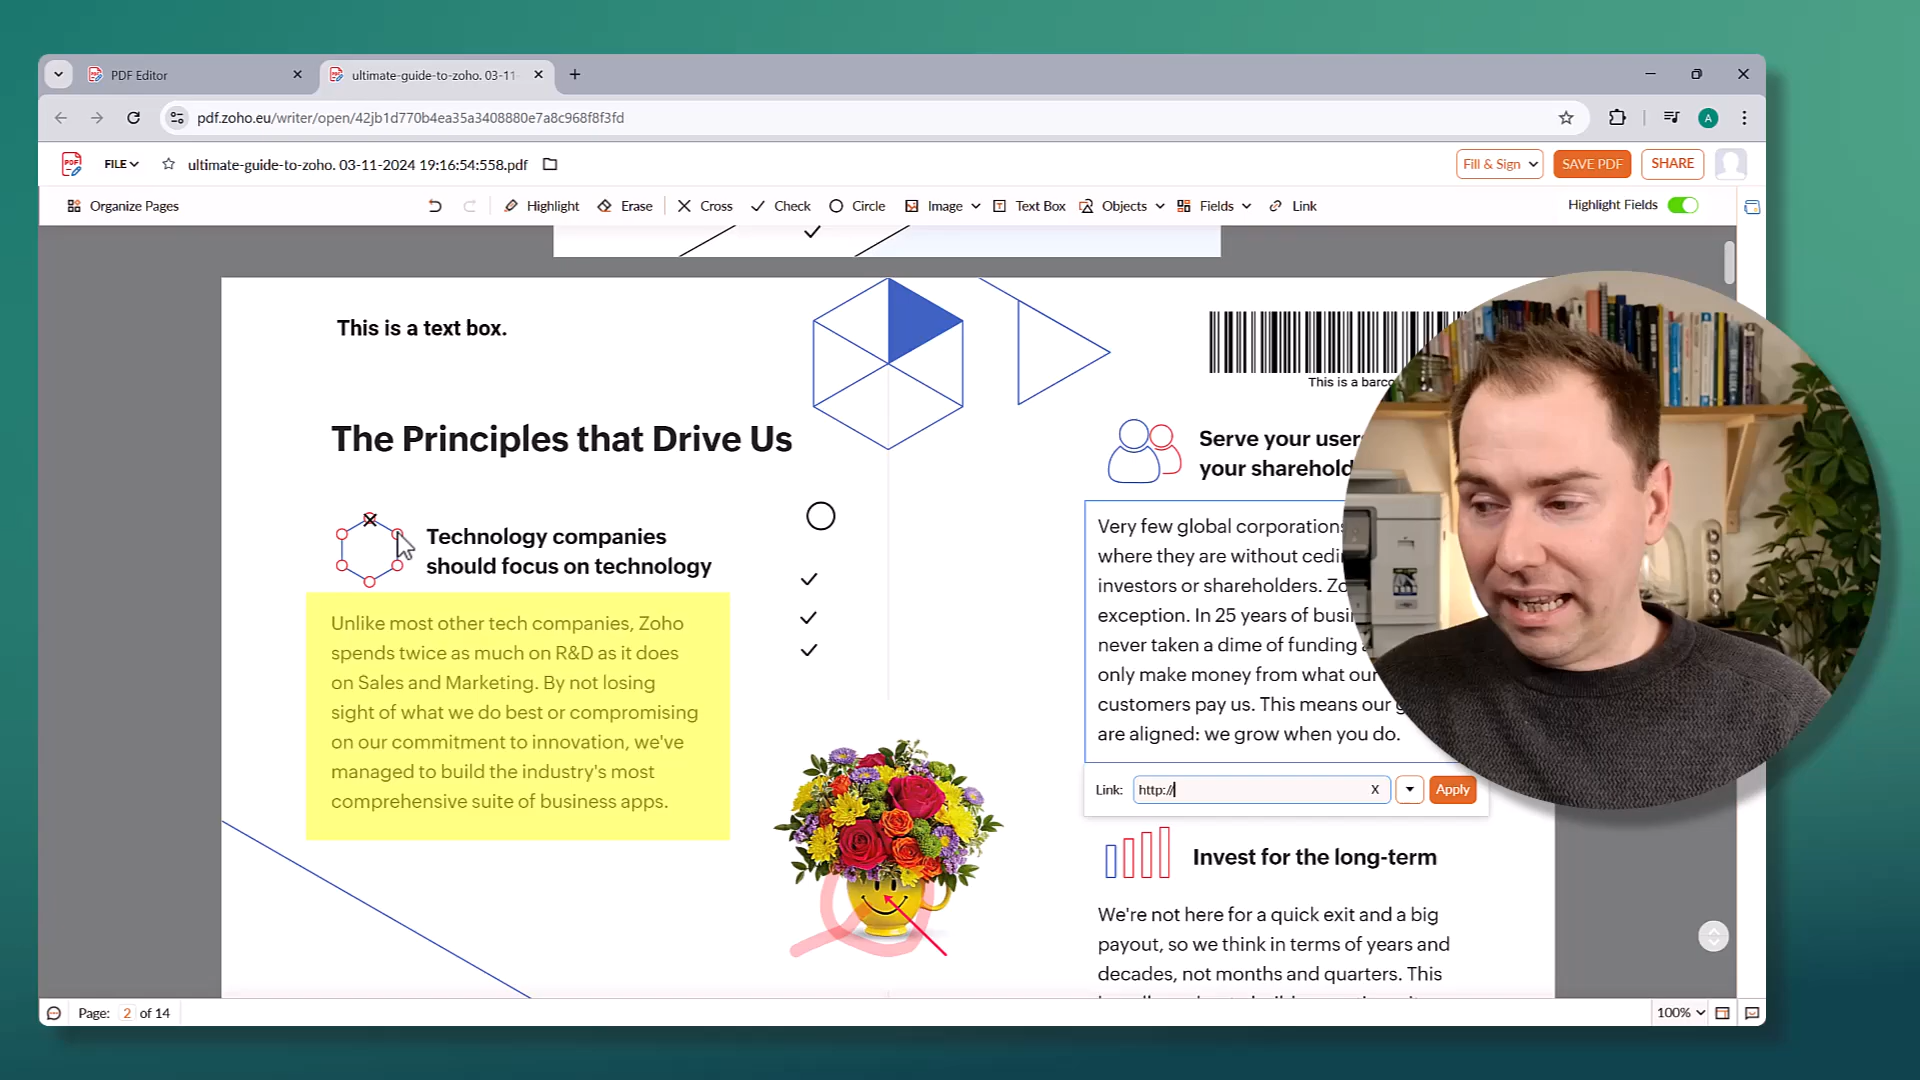 PDF Editor
ultimate-guide-to-zoho. 03-11-
pdf.zoho.eu/writer/open/42jb1d770b4ea35a3408880e7a8c968f8f3fd
A
PDF
FILE
ultimate-guide-to-zoho. 03-11-2024 19:16:54:558.pdf
Fill & Sign
SAVE PDF
SHARE
Organize Pages
Highlight
Erase
Cross
Check
Circle
Image
Text Box
Objects
Fields
Link
Highlight Fields
This is a text box.
This is a barco
The Principles that Drive Us
Technology companies
should focus on technology
Unlike most other tech companies, Zoho
spends twice as much on R&D as it does
on Sales and Marketing. By not losing
sight of what we do best or compromising
on our commitment to innovation, we've
managed to build the industry's most
comprehensive suite of business apps.
Serve your user
your sharehold
Very few global corporations
where they are without cedi
investors or shareholders. Zo
exception. In 25 years of busi
never taken a dime of funding
only make money from what our
customers pay us. This means our g
are aligned: we grow when you do.
Link:
http://
X
Apply
Invest for the long-term
We're not here for a quick exit and a big
payout, so we think in terms of years and
decades, not months and quarters. This
Page: 2 of 14
100%